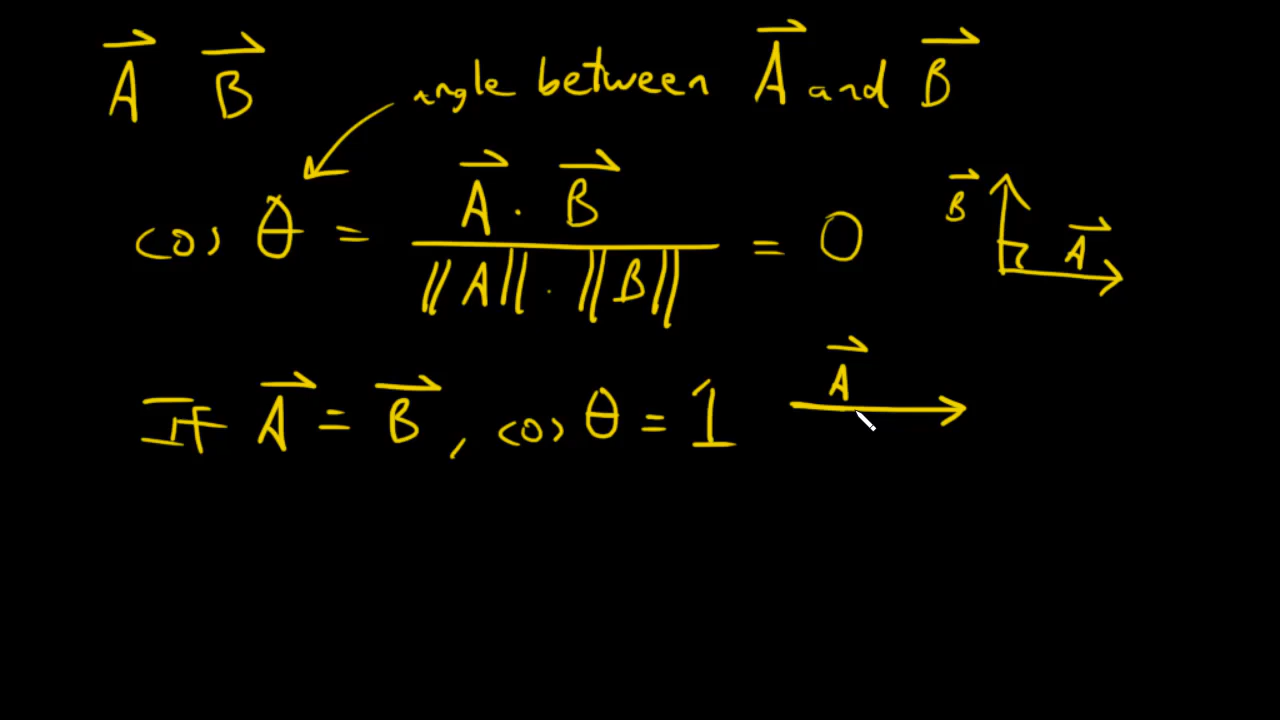 A⃗ B⃗
angle between A⃗ and B⃗
cos θ = A⃗ · B⃗ / ||A|| · ||B|| = 0
B⃗ A⃗
If A⃗ = B⃗, cos θ = 1
A⃗